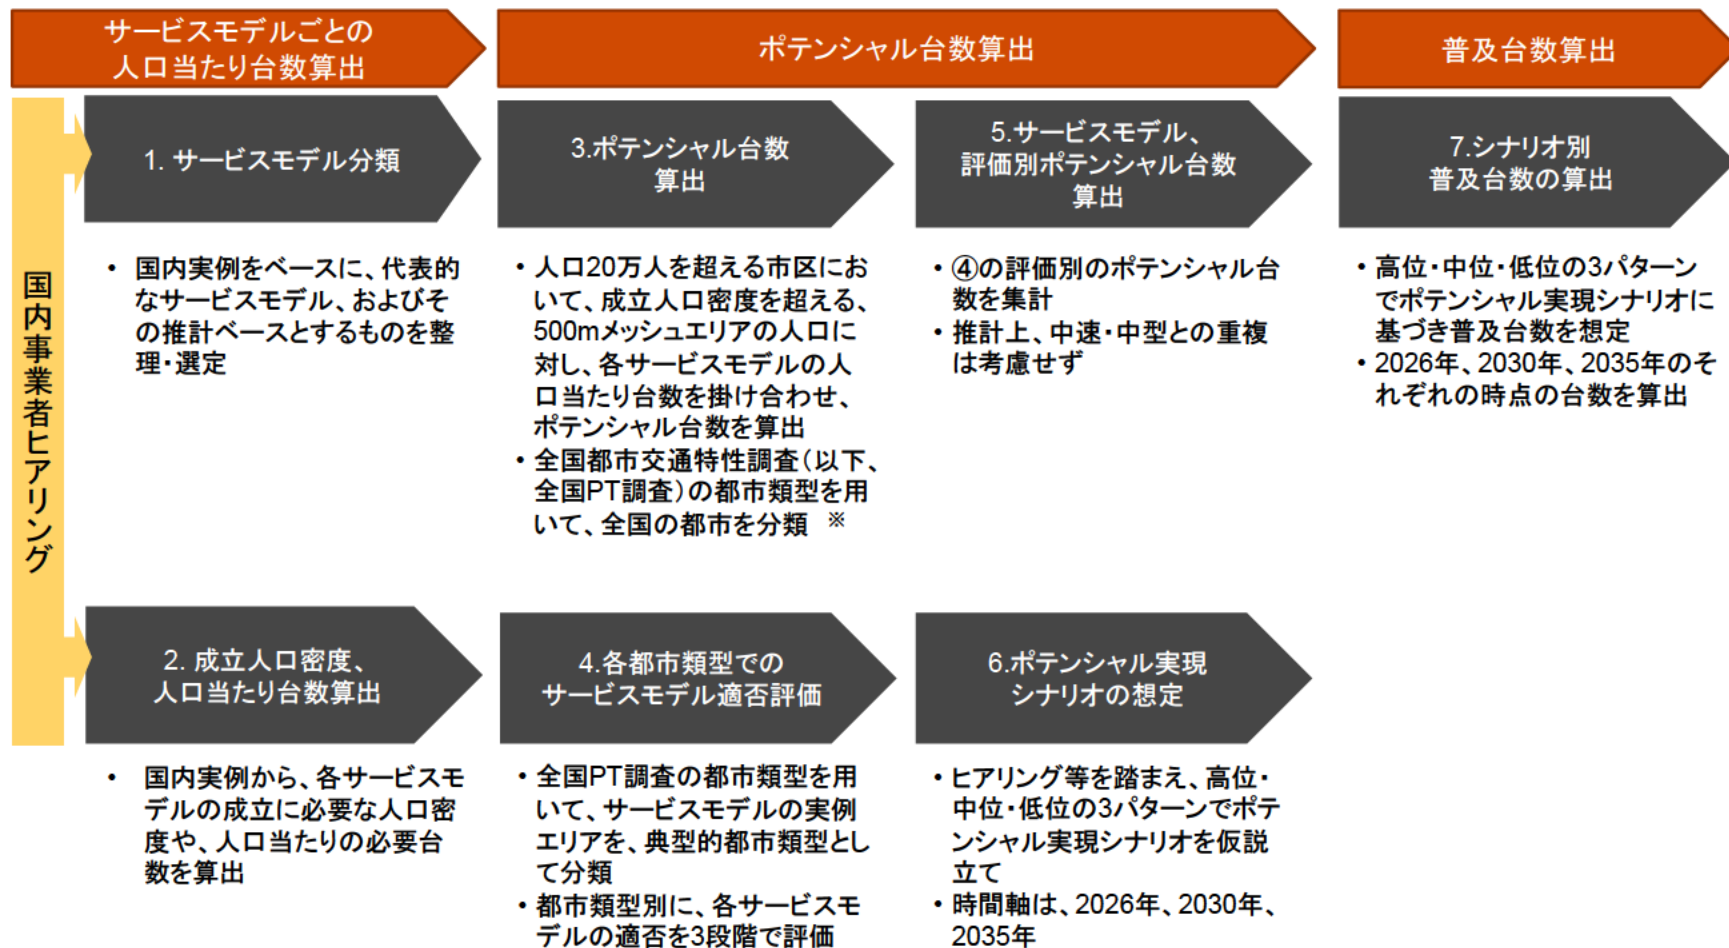 サービスモデルごとの
人口当たり台数算出
ポテンシャル台数算出
普及台数算出
国内事業者ヒアリング
1. サービスモデル分類
・ 国内実例をベースに、代表的
なサービスモデル、およびそ
の推計ベースとするものを整
理・選定
2. 成立人口密度、
人口当たり台数算出
・ 国内実例から、各サービスモ
デルの成立に必要な人口密
度や、人口当たりの必要台
数を算出
3.ポテンシャル台数
算出
・人口20万人を超える市区にお
いて、成立人口密度を超える、
500mメッシュエリアの人口に
対し、各サービスモデルの人
口当たり台数を掛け合わせ、
ポテンシャル台数を算出
・全国都市交通特性調査（以下、
全国PT調査）の都市類型を用
いて、全国の都市を分類 ※
4.各都市類型での
サービスモデル適否評価
・全国PT調査の都市類型を用
いて、サービスモデルの実例
エリアを、典型的都市類型とし
て分類
・都市類型別に、各サービスモ
デルの適否を3段階で評価
5.サービスモデル、
評価別ポテンシャル台数
算出
・④の評価別のポテンシャル台
数を集計
・推計上、中速・中型との重複
は考慮せず
6.ポテンシャル実現
シナリオの想定
・ヒアリング等を踏まえ、高位・
中位・低位の3パターンでポテ
ンシャル実現シナリオを仮説
立て
・時間軸は、2026年、2030年、
2035年
7.シナリオ別
普及台数の算出
・高位・中位・低位の3パターン
でポテンシャル実現シナリオに
基づき普及台数を想定
・2026年、2030年、2035年のそ
れぞれの時点の台数を算出